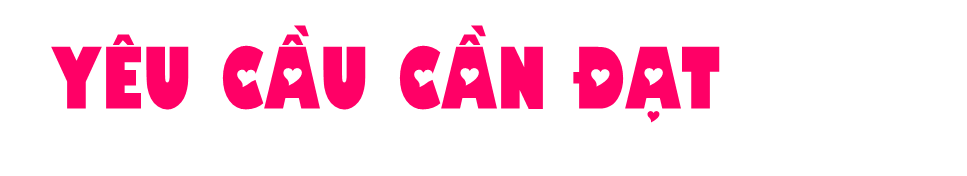 YÊU CẦU CẦN ĐẠT